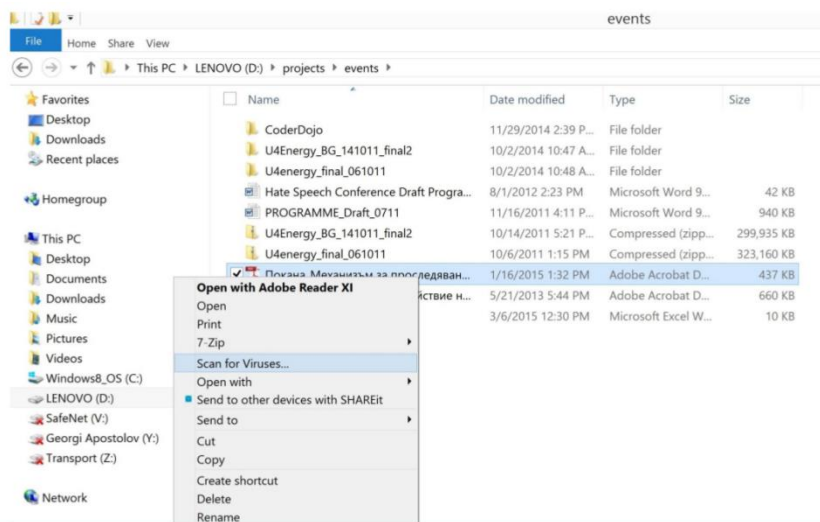 events
File Home Share View
This PC LENOVO (D:) projects events
Favorites
Desktop
Downloads
Recent places
Homegroup
This PC
Desktop
Documents
Downloads
Music
Pictures
Videos
Windows8_OS (C:)
LENOVO (D:)
SafeNet (V:)
Georgi Apostolov (Y:)
Transport (Z:)
Network
Name Date modified Type Size
CoderDojo 11/29/2014 2:39 P... File folder
U4Energy_BG_141011_final2 10/2/2014 10:47 A... File folder
U4energy_final_061011 10/2/2014 10:48 A... File folder
Hate Speech Conference Draft Progra... 8/1/2012 2:23 PM Microsoft Word 9... 42 KB
PROGRAMME_Draft_0711 11/16/2011 4:11 P... Microsoft Word 9... 940 KB
U4Energy_BG_141011_final2 10/14/2011 5:21 P... Compressed (zipp... 299,935 KB
U4energy_final_061011 10/6/2011 1:15 PM Compressed (zipp... 323,160 KB
Покана_Механизъм за проследяван... 1/16/2015 1:32 PM Adobe Acrobat D... 437 KB
йствие н... 5/21/2013 5:44 PM Adobe Acrobat D... 660 KB
3/6/2015 12:30 PM Microsoft Excel W... 10 KB
Open with Adobe Reader XI
Open
Print
7-Zip
Scan for Viruses...
Open with
Send to other devices with SHAREit
Send to
Cut
Copy
Create shortcut
Delete
Rename